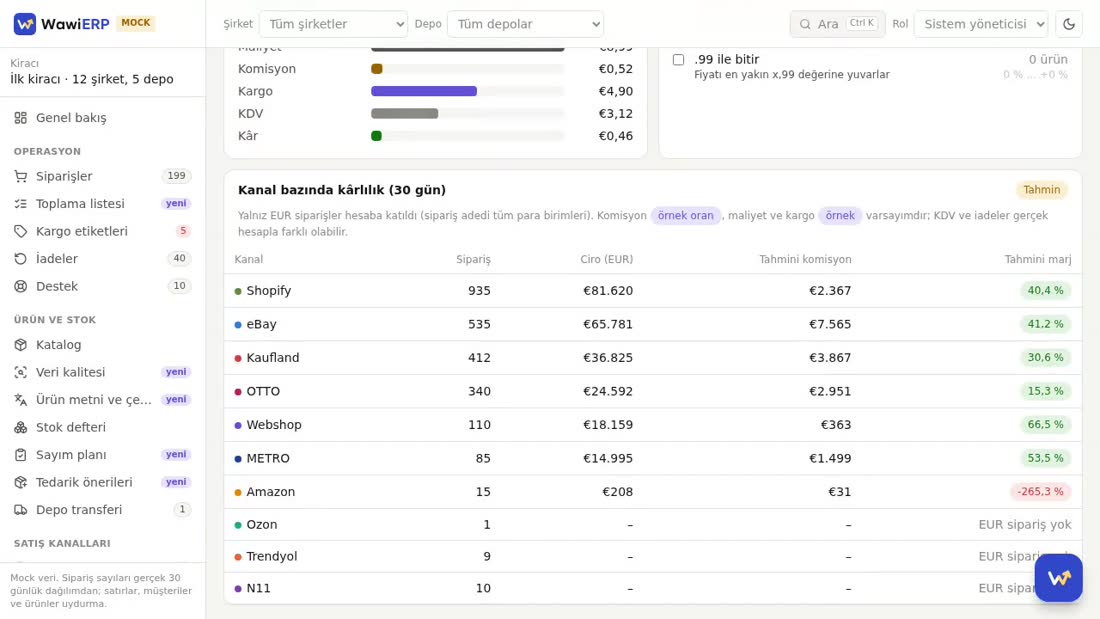 WawiERP MOCK
Kiracı
İlk kiracı · 12 şirket, 5 depo
Genel bakış
OPERASYON
Siparişler 199
Toplama listesi yeni
Kargo etiketleri 5
İadeler 40
Destek 10
ÜRÜN VE STOK
Katalog
Veri kalitesi yeni
Ürün metni ve çe... yeni
Stok defteri
Sayım planı yeni
Tedarik önerileri yeni
Depo transferi 1
SATIŞ KANALLARI
Mock veri. Sipariş sayıları gerçek 30
günlük dağılımdan; satırlar, müşteriler
ve ürünler uydurma.
Şirket Tüm şirketler Depo Tüm depolar Ara Ctrl K Rol Sistem yöneticisi
Maliyet €6,99
Komisyon €0,52
Kargo €4,90
KDV €3,12
Kâr €0,46
.99 ile bitir 0 ürün
Fiyatı en yakın x,99 değerine yuvarlar 0 % ... +0 %
Kanal bazında kârlılık (30 gün) Tahmin
Yalnız EUR siparişler hesaba katıldı (sipariş adedi tüm para birimleri). Komisyon örnek oran, maliyet ve kargo örnek varsayımdır; KDV ve iadeler gerçek
hesapla farklı olabilir.
Kanal Sipariş Ciro (EUR) Tahmini komisyon Tahmini marj
Shopify 935 €81.620 €2.367 40,4 %
eBay 535 €65.781 €7.565 41,2 %
Kaufland 412 €36.825 €3.867 30,6 %
OTTO 340 €24.592 €2.951 15,3 %
Webshop 110 €18.159 €363 66,5 %
METRO 85 €14.995 €1.499 53,5 %
Amazon 15 €208 €31 -265,3 %
Ozon 1 – – EUR sipariş yok
Trendyol 9 – – EUR
N11 10 – – EUR